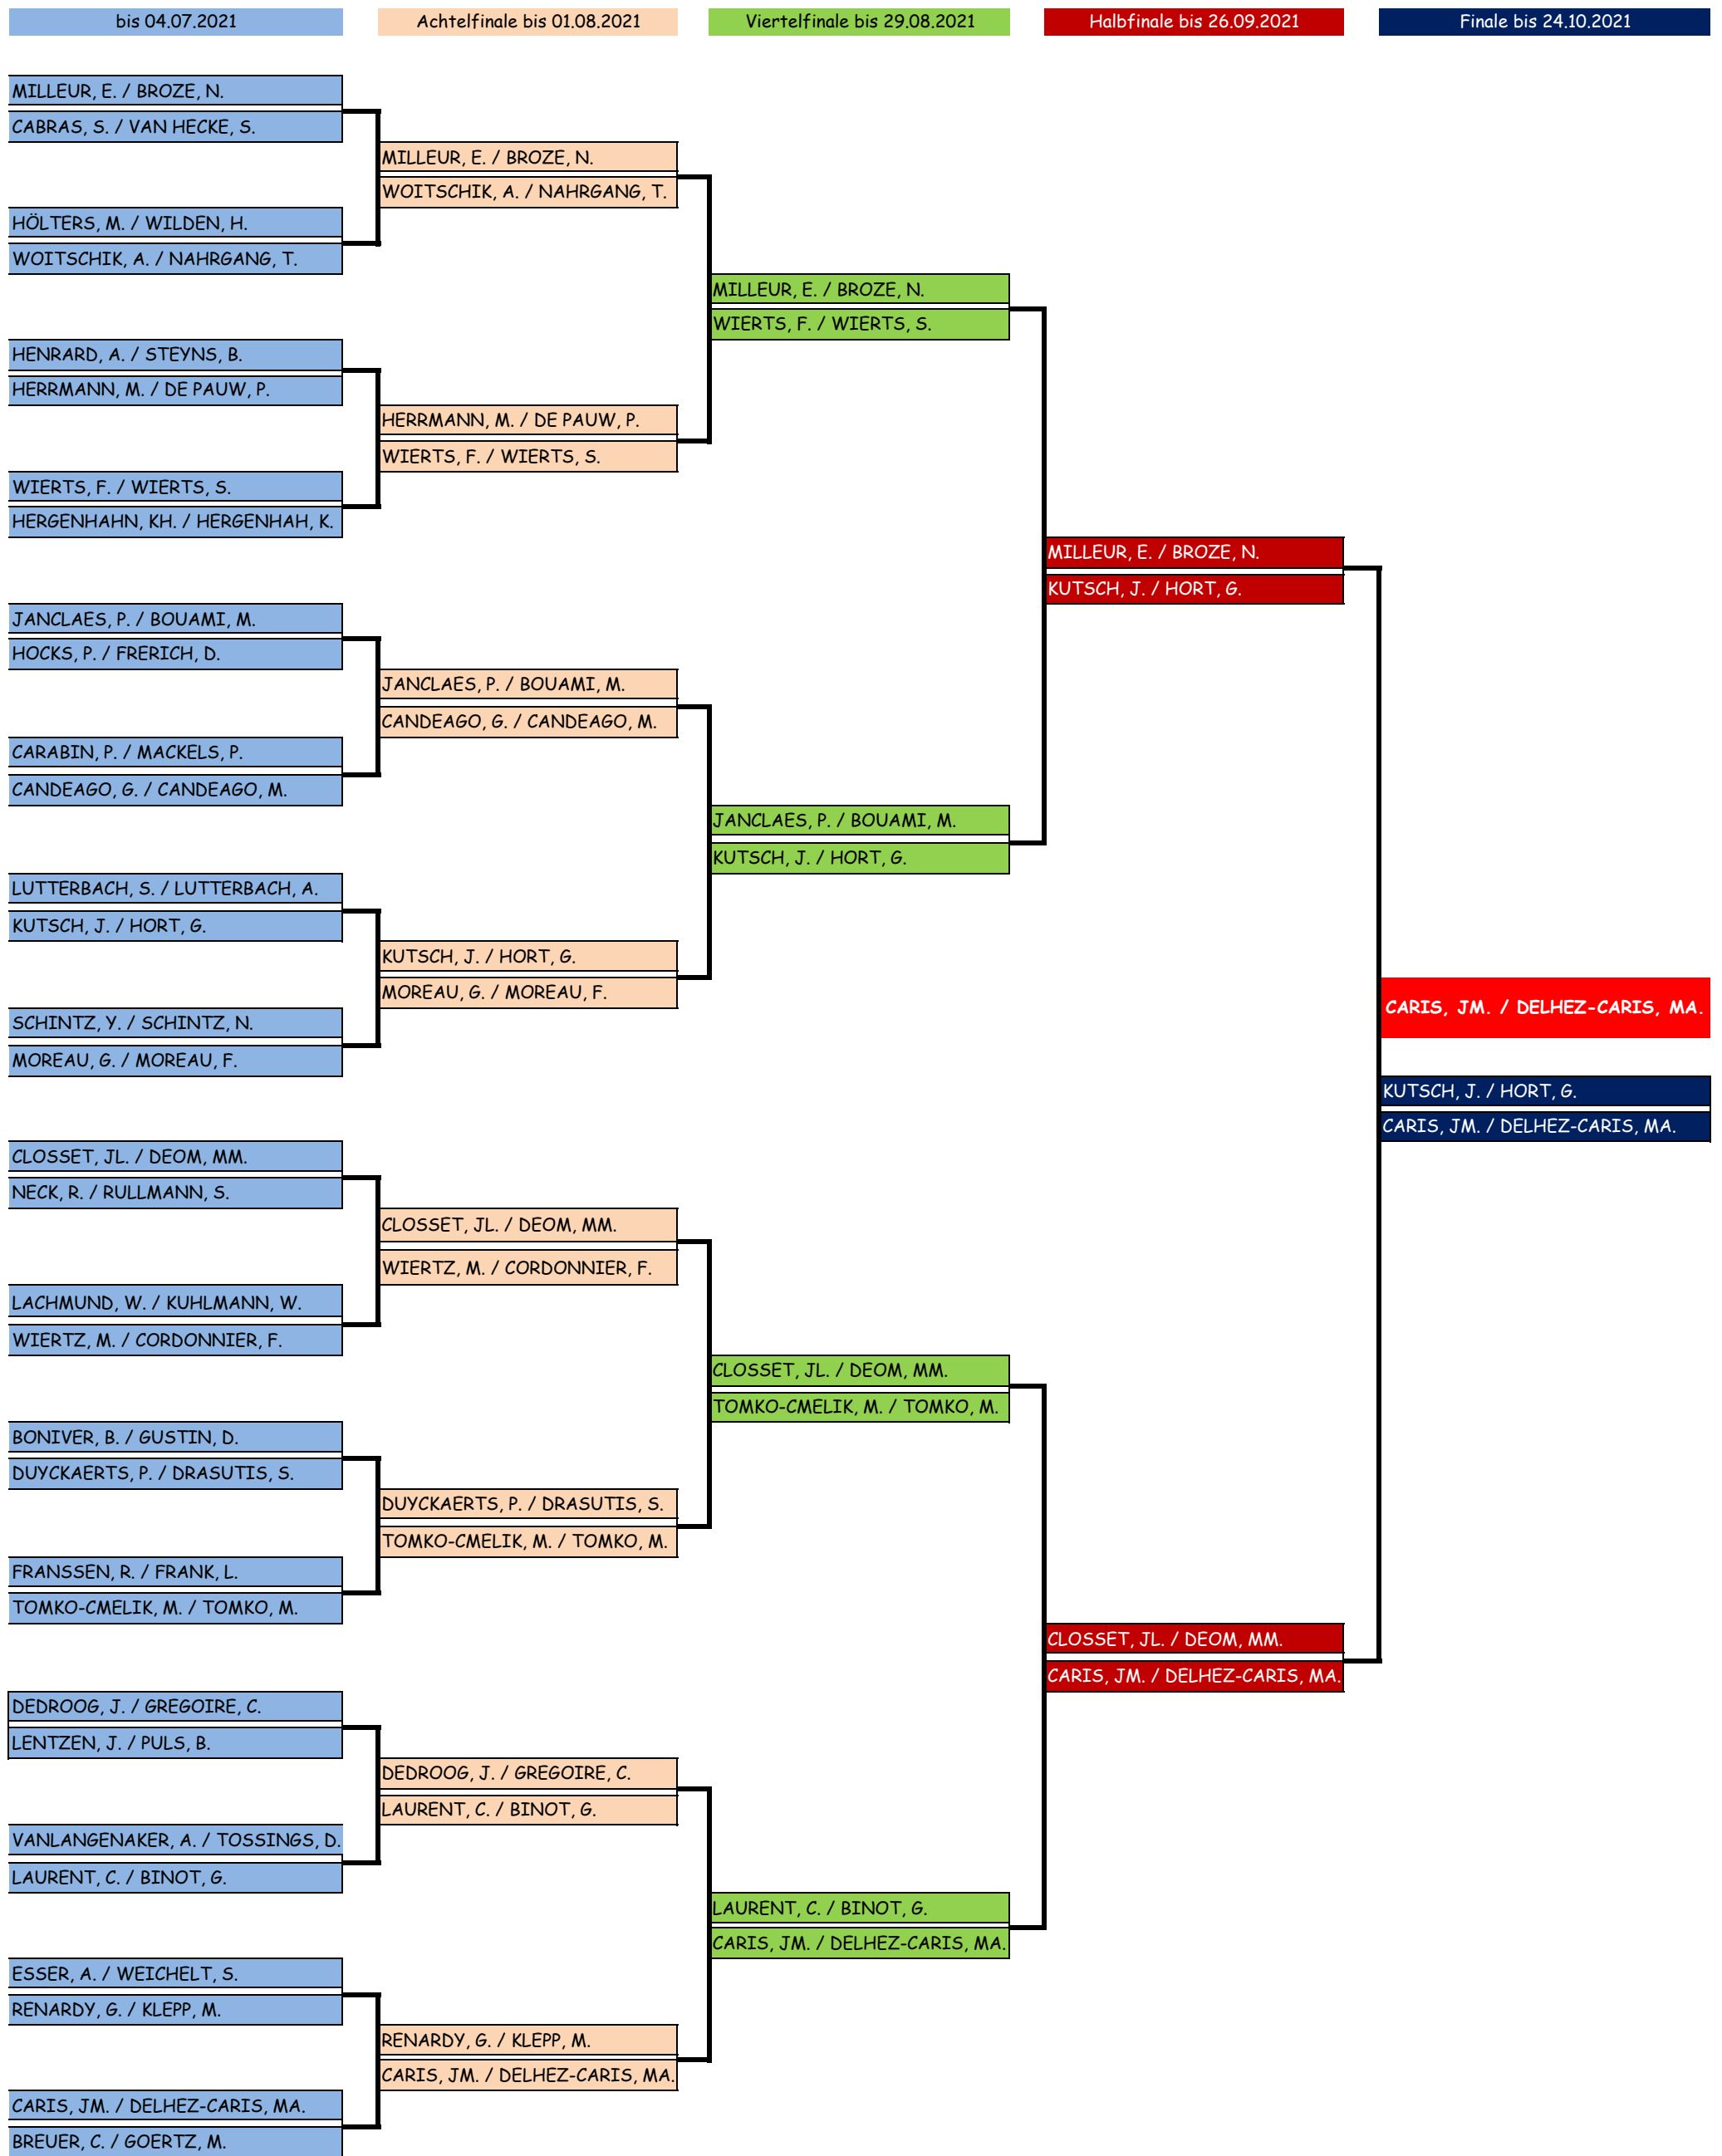 bis 04.07.2021
Achtelfinale bis 01.08.2021
Viertelfinale bis 29.08.2021
Halbfinale bis 26.09.2021
Finale bis 24.10.2021
MILLEUR, E. / BROZE, N.
CABRAS, S. / VAN HECKE, S.
HÖLTERS, M. / WILDEN, H.
WOITSCHIK, A. / NAHRGANG, T.
HENRARD, A. / STEYNS, B.
HERRMANN, M. / DE PAUW, P.
WIERTS, F. / WIERTS, S.
HERGENHAHN, KH. / HERGENHAH, K.
JANCLAES, P. / BOUAMI, M.
HOCKS, P. / FRERICH, D.
CARABIN, P. / MACKELS, P.
CANDEAGO, G. / CANDEAGO, M.
LUTTERBACH, S. / LUTTERBACH, A.
KUTSCH, J. / HORT, G.
SCHINTZ, Y. / SCHINTZ, N.
MOREAU, G. / MOREAU, F.
CLOSSET, JL. / DEOM, MM.
NECK, R. / RULLMANN, S.
LACHMUND, W. / KUHLMANN, W.
WIERTZ, M. / CORDONNIER, F.
BONIVER, B. / GUSTIN, D.
DUYCKAERTS, P. / DRASUTIS, S.
FRANSSEN, R. / FRANK, L.
TOMKO-CMELIK, M. / TOMKO, M.
DEDROOG, J. / GREGOIRE, C.
LENTZEN, J. / PULS, B.
VANLANGENAKER, A. / TOSSINGS, D.
LAURENT, C. / BINOT, G.
ESSER, A. / WEICHELT, S.
RENARDY, G. / KLEPP, M.
CARIS, JM. / DELHEZ-CARIS, MA.
BREUER, C. / GOERTZ, M.
MILLEUR, E. / BROZE, N.
WOITSCHIK, A. / NAHRGANG, T.
HERRMANN, M. / DE PAUW, P.
WIERTS, F. / WIERTS, S.
JANCLAES, P. / BOUAMI, M.
CANDEAGO, G. / CANDEAGO, M.
KUTSCH, J. / HORT, G.
MOREAU, G. / MOREAU, F.
CLOSSET, JL. / DEOM, MM.
WIERTZ, M. / CORDONNIER, F.
DUYCKAERTS, P. / DRASUTIS, S.
TOMKO-CMELIK, M. / TOMKO, M.
DEDROOG, J. / GREGOIRE, C.
LAURENT, C. / BINOT, G.
RENARDY, G. / KLEPP, M.
CARIS, JM. / DELHEZ-CARIS, MA.
MILLEUR, E. / BROZE, N.
WIERTS, F. / WIERTS, S.
JANCLAES, P. / BOUAMI, M.
KUTSCH, J. / HORT, G.
CLOSSET, JL. / DEOM, MM.
TOMKO-CMELIK, M. / TOMKO, M.
LAURENT, C. / BINOT, G.
CARIS, JM. / DELHEZ-CARIS, MA.
MILLEUR, E. / BROZE, N.
KUTSCH, J. / HORT, G.
CLOSSET, JL. / DEOM, MM.
CARIS, JM. / DELHEZ-CARIS, MA.
CARIS, JM. / DELHEZ-CARIS, MA.
KUTSCH, J. / HORT, G.
CARIS, JM. / DELHEZ-CARIS, MA.